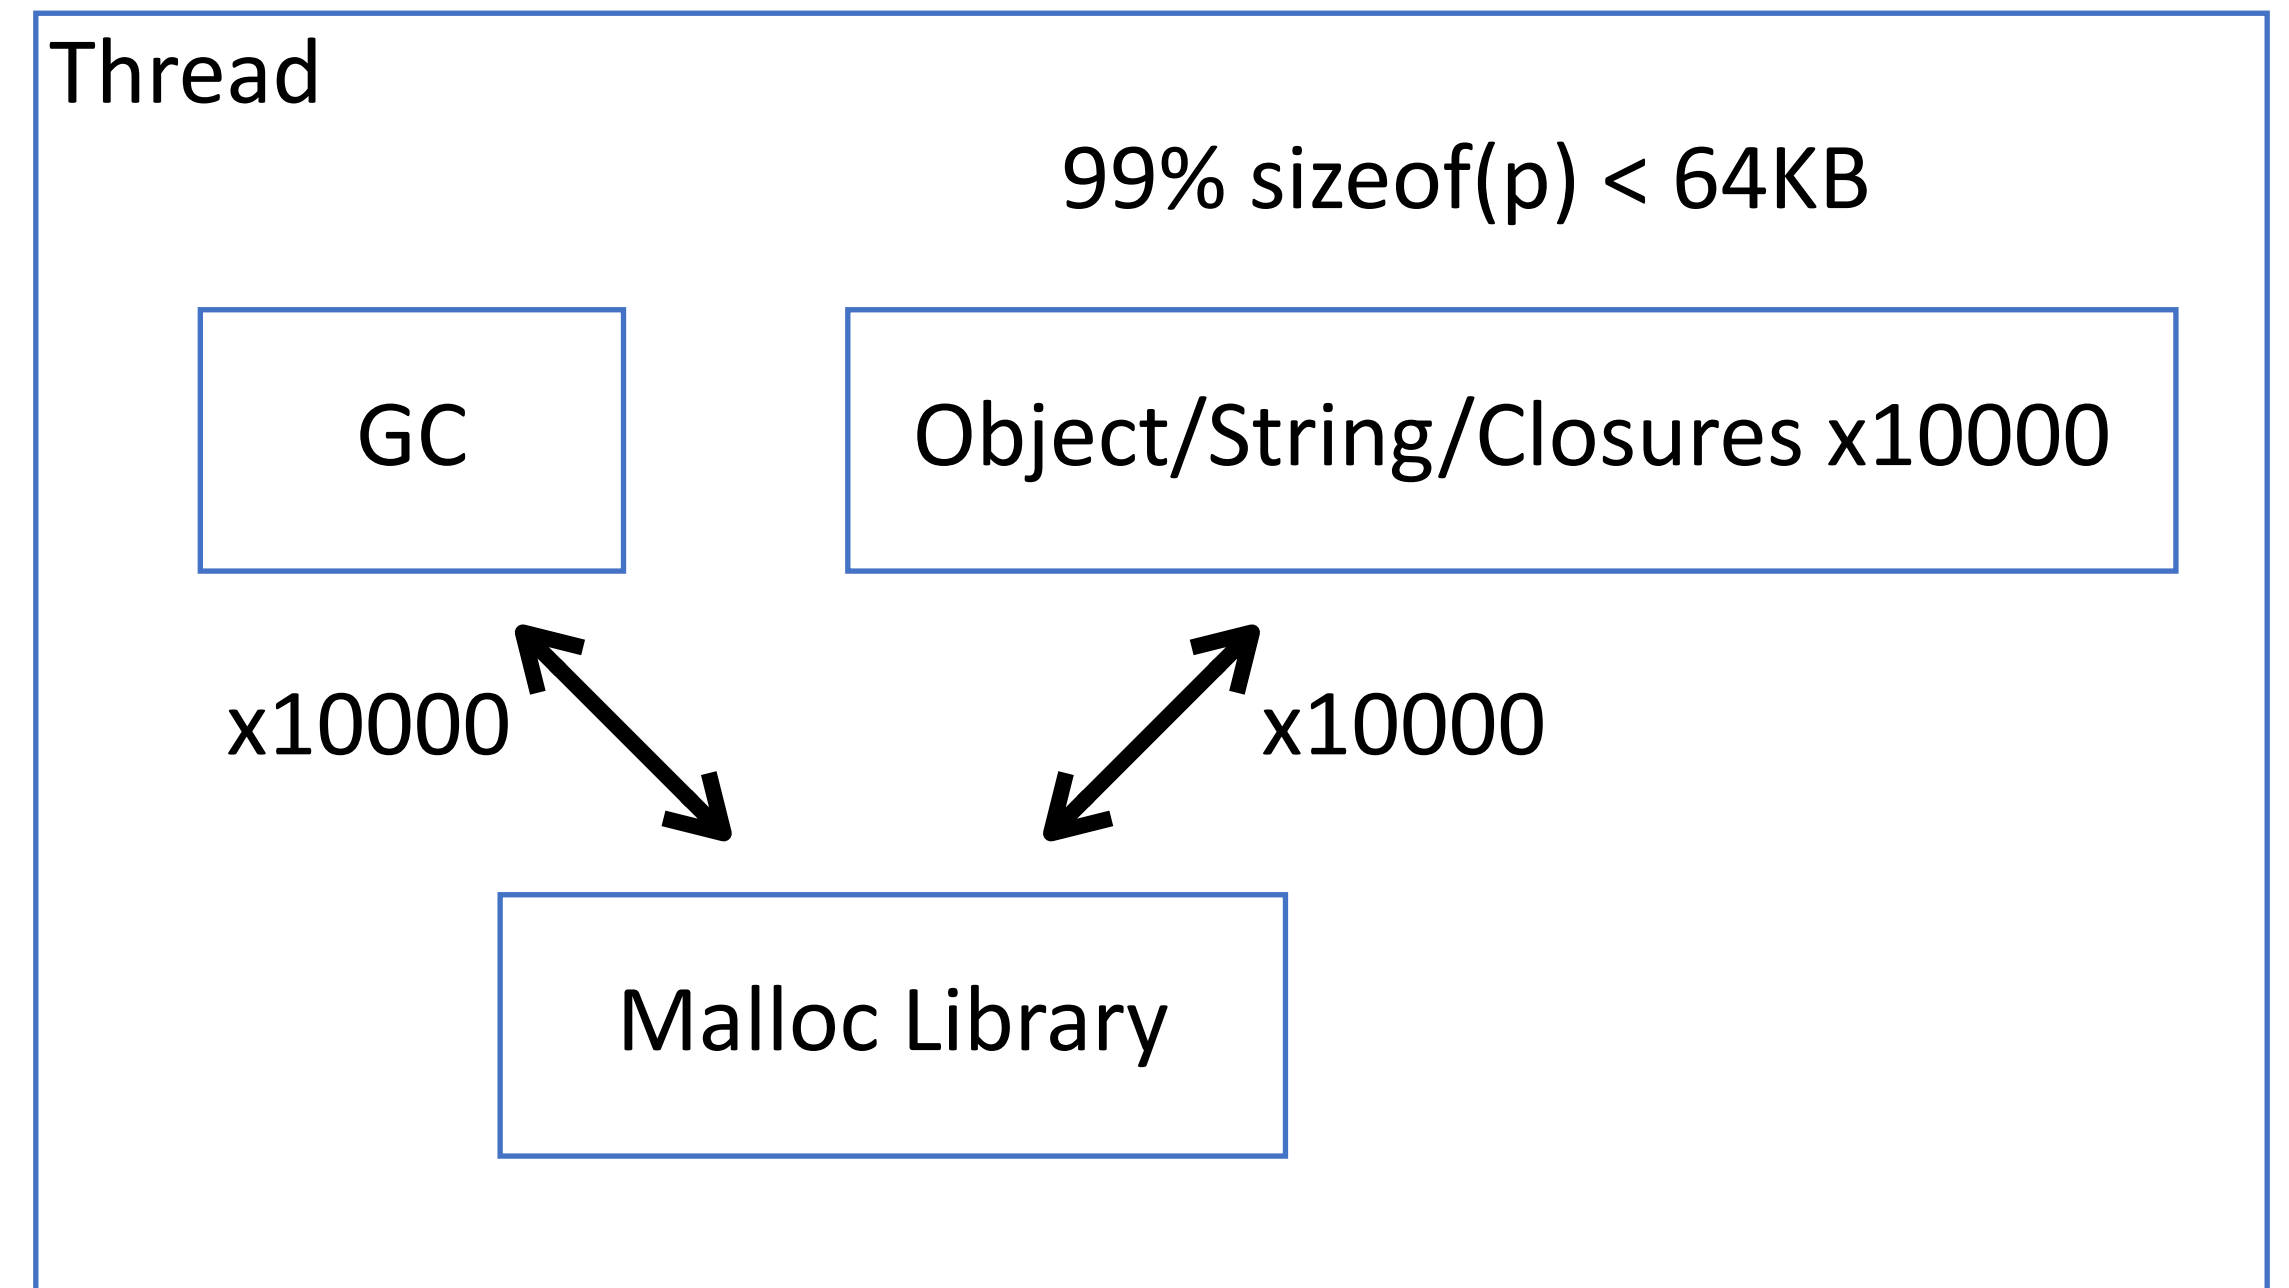 Thread
99% sizeof(p) < 64KB
GC
Object/String/Closures x10000
x10000
x10000
Malloc Library